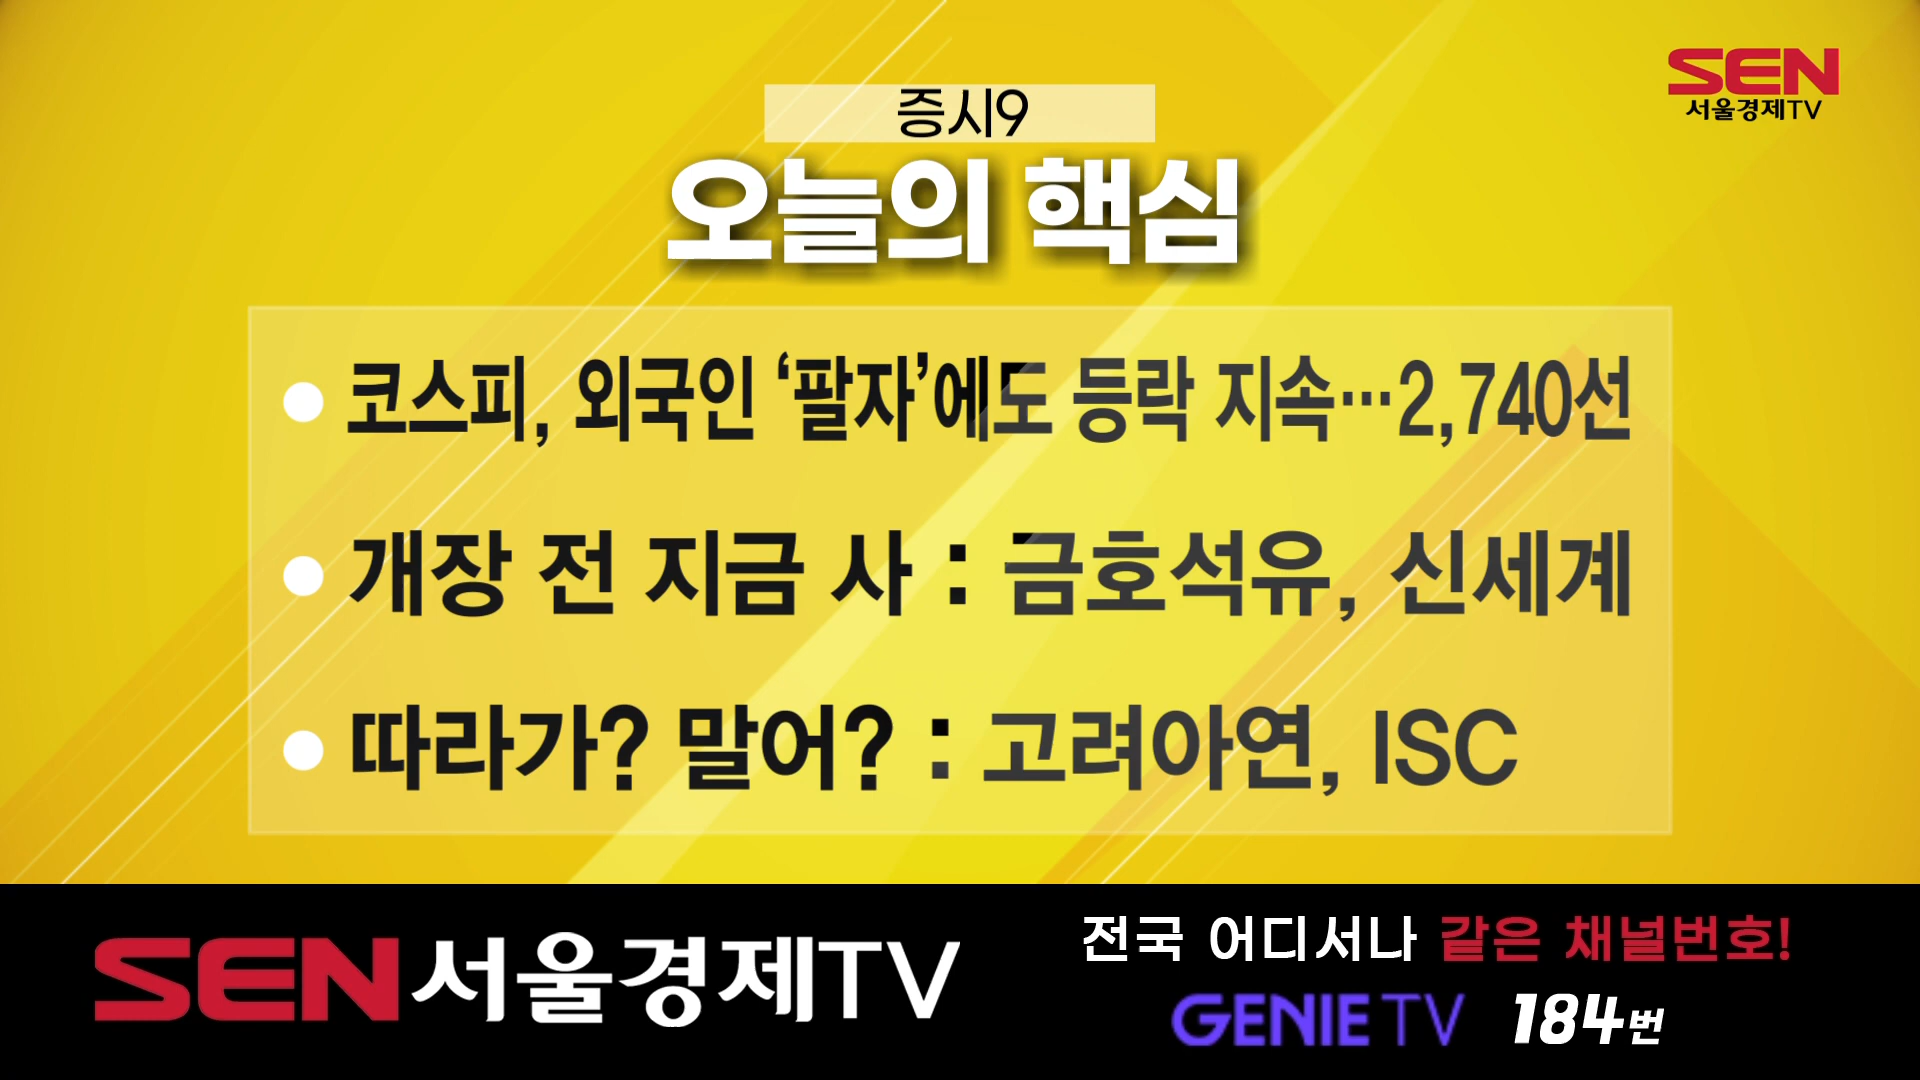 SEN
서울경제TV
증시9
오늘의 핵심
코스피, 외국인 ‘팔자’에도 등락 지속…2,740선
개장 전 지금 사 : 금호석유, 신세계
따라가? 말어? : 고려아연, ISC
SEN서울경제TV
전국 어디서나 같은 채널번호!
GENIE TV 184번